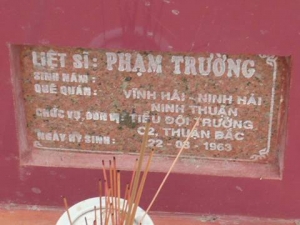 LIỆT SĨ: PHẠM TRƯỜNG
SINH NĂM:
QUÊ QUÁN: VĨNH HẢI - NINH HẢI
NINH THUẬN
CHỨC VỤ, ĐƠN VỊ: TIỂU ĐỘI TRƯỞNG
C2, THUẬN BẮC
NGÀY HY SINH: 22-08-1963